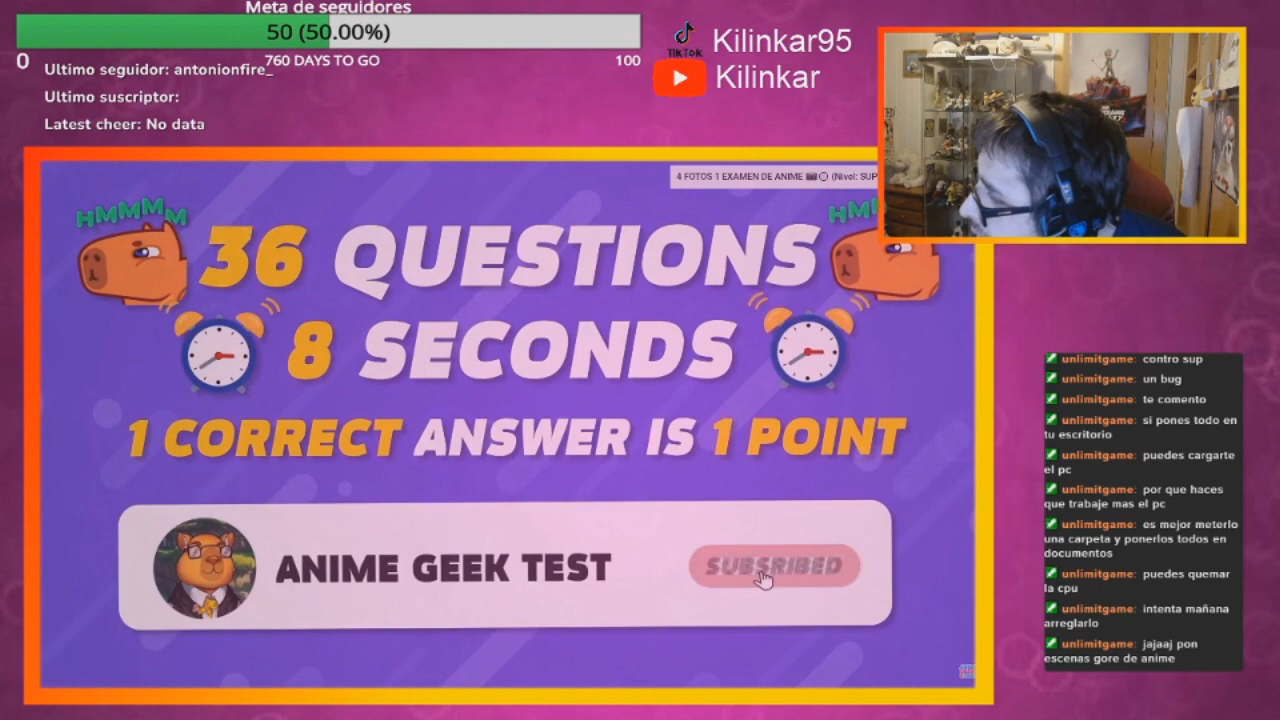 Meta de seguidores
50 (50.00%)
0
760 DAYS TO GO
100
Ultimo seguidor: antonionfire_
Ultimo suscriptor:
Latest cheer: No data
TikTok
Kilinkar95
Kilinkar
4 FOTOS 1 EXAMEN DE ANIME
(Nivel: SUP
HMMMM
HM
36 QUESTIONS
8 SECONDS
1 CORRECT ANSWER IS 1 POINT
ANIME GEEK TEST
SUBSRIBED
unlimitgame: contro sup
unlimitgame: un bug
unlimitgame: te comento
unlimitgame: si pones todo en
tu escritorio
unlimitgame: puedes cargarte
el pc
unlimitgame: por que haces
que trabaje mas el pc
unlimitgame: es mejor meterlo
una carpeta y ponerlos todos en
documentos
unlimitgame: puedes quemar
la cpu
unlimitgame: intenta mañana
arreglarlo
unlimitgame: jajaaj pon
escenas gore de anime